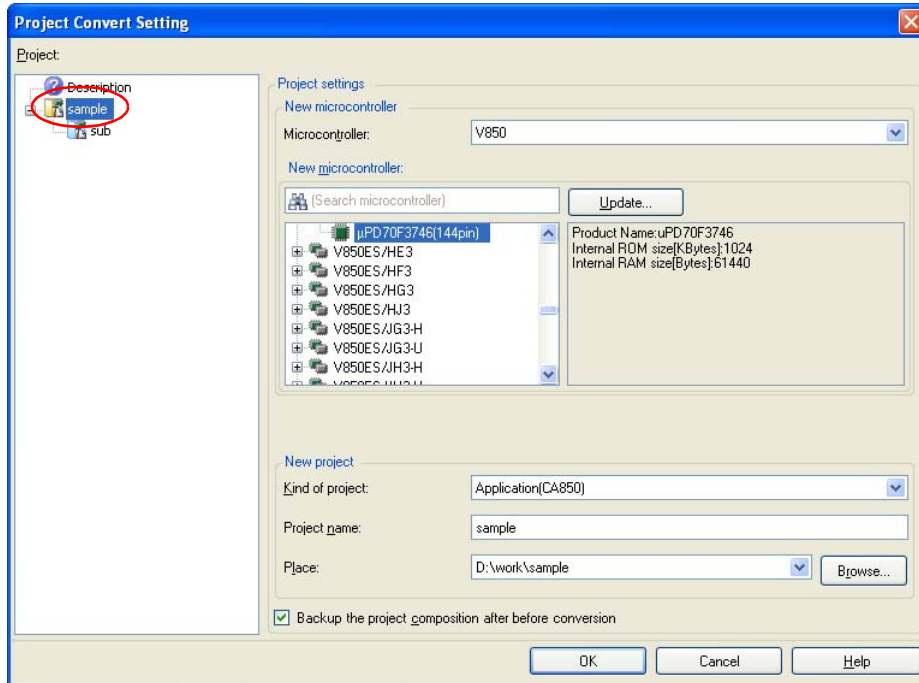 Project Convert Setting
Project:
Description
sample
sub
Project settings
New microcontroller
Microcontroller:
V850
New microcontroller:
(Search microcontroller)
Update...
µPD70F3746(144pin)
V850ES/HE3
V850ES/HF3
V850ES/HG3
V850ES/HJ3
V850ES/JG3-H
V850ES/JG3-U
V850ES/JH3-H
Product Name:uPD70F3746
Internal ROM size[KBytes]:1024
Internal RAM size[Bytes]:61440
New project
Kind of project:
Application(CA850)
Project name:
sample
Place:
D:\work\sample
Browse...
Backup the project composition after before conversion
OK
Cancel
Help